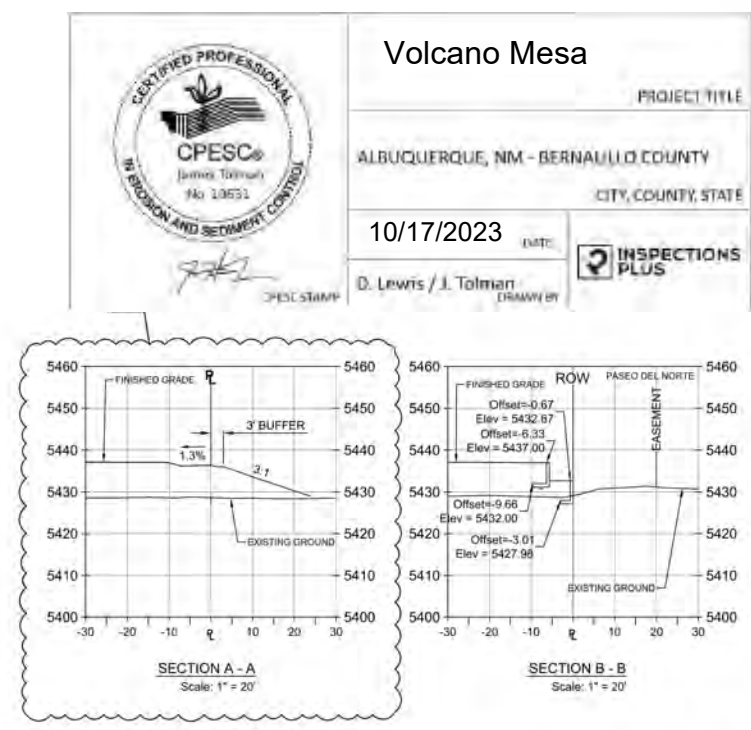 CERTIFIED PROFESSIONAL
IN EROSION AND SEDIMENT CONTROL
CPESC®
James Tolman
No 10531
CPESC STAMP
Volcano Mesa
PROJECT TITLE
ALBUQUERQUE, NM - BERNALILLO COUNTY
CITY, COUNTY, STATE
10/17/2023
DATE
D. Lewis / J. Tolman
DRAWN BY
INSPECTIONS
PLUS
5460 5460
FINISHED GRADE
5450 5450
3' BUFFER
5440 5440
1.3%
3:1
5430 5430
5420 5420
EXISTING GROUND
5410 5410
5400 5400
-30 -20 -10 10 20 30
SECTION A - A
Scale: 1" = 20'
5460 5460
ROW PASEO DEL NORTE
FINISHED GRADE
EASEMENT
5450 5450
Offset=-0.67
Elev = 5432.87
Offset=-6.33
5440 5440
Elev = 5437.00
5430 5430
Offset=-9.66
Elev = 5432.00
5420 5420
Offset=-3.01
Elev = 5427.98
5410 5410
EXISTING GROUND
5400 5400
-30 -20 -10 10 20 30
SECTION B - B
Scale: 1" = 20'